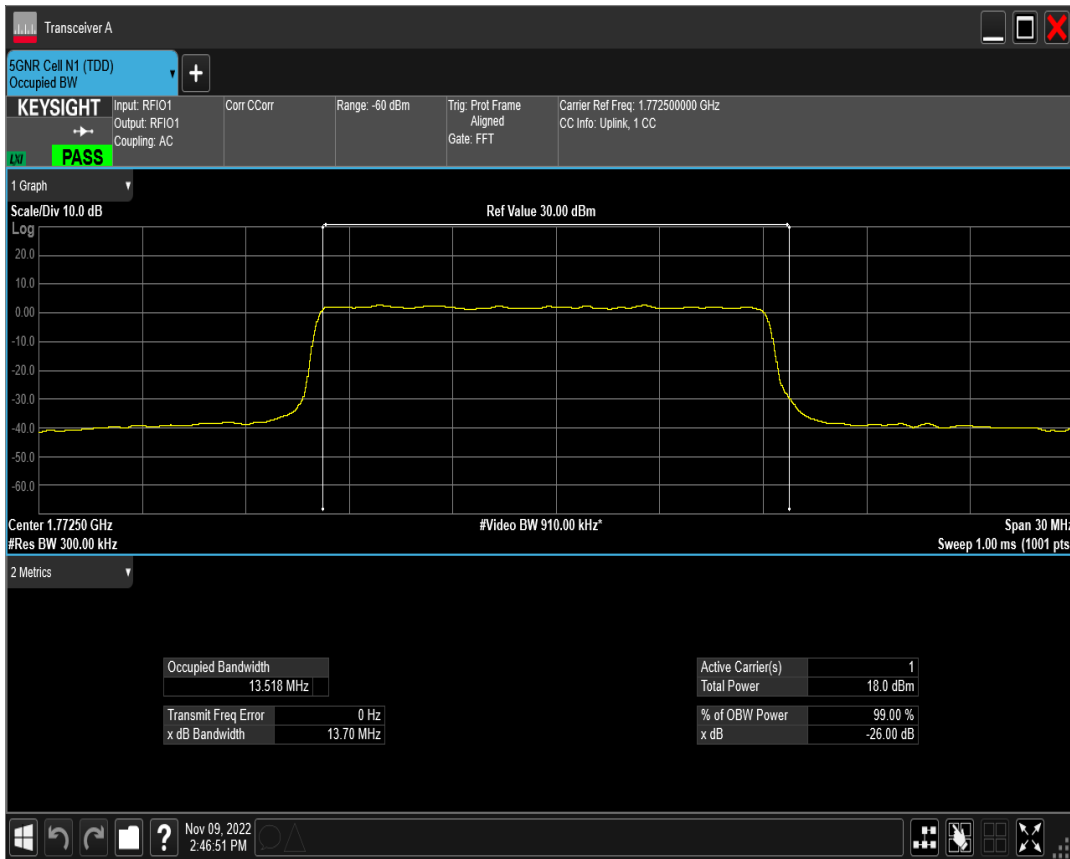 Transceiver A
5GNR Cell N1 (TDD)
Occupied BW
+
KEYSIGHT
LXI
PASS
Input: RFIO1
Output: RFIO1
Coupling: AC
Corr CCorr
Range: -60 dBm
Trig: Prot Frame
Aligned
Gate: FFT
Carrier Ref Freq: 1.772500000 GHz
CC Info: Uplink, 1 CC
1 Graph
Scale/Div 10.0 dB
Ref Value 30.00 dBm
Log
20.0
10.0
0.00
-10.0
-20.0
-30.0
-40.0
-50.0
-60.0
Center 1.77250 GHz
#Video BW 910.00 kHz*
Span 30 MHz
#Res BW 300.00 kHz
Sweep 1.00 ms (1001 pts
2 Metrics
Occupied Bandwidth
13.518 MHz
Transmit Freq Error 0 Hz
x dB Bandwidth 13.70 MHz
Active Carrier(s) 1
Total Power 18.0 dBm
% of OBW Power 99.00 %
x dB -26.00 dB
?
Nov 09, 2022
2:46:51 PM